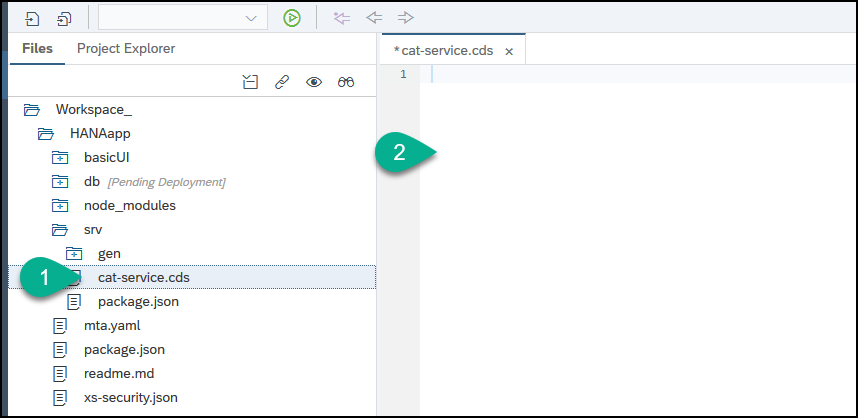 Files Project Explorer
*cat-service.cds ×
1
Workspace_
HANAapp
basicUI
db [Pending Deployment]
node_modules
srv
gen
1 cat-service.cds
package.json
mta.yaml
package.json
readme.md
xs-security.json
2